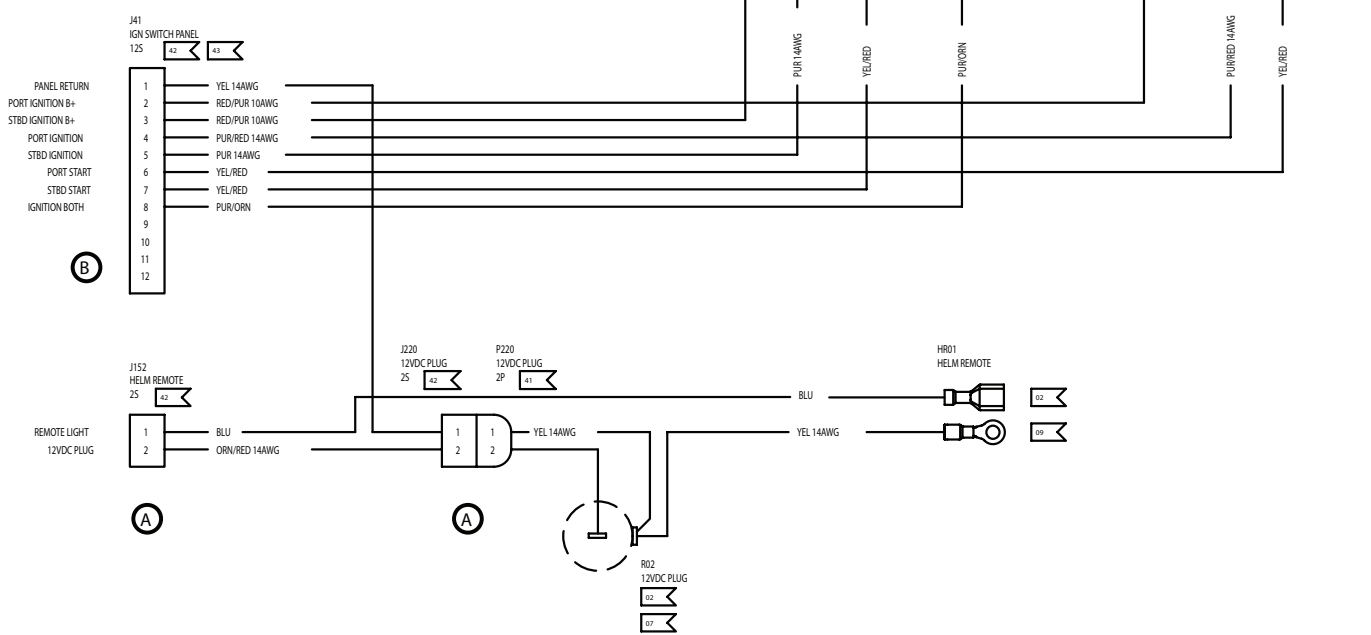 J41
IGN SWITCH PANEL
12S
42
43
PUR 14AWG
YEL/RED
PUR/ORN
PUR/RED 14AWG
YEL/RED
PANEL RETURN 1 YEL 14AWG
PORT IGNITION B+ 2 RED/PUR 10AWG
STBD IGNITION B+ 3 RED/PUR 10AWG
PORT IGNITION 4 PUR/RED 14AWG
STBD IGNITION 5 PUR 14AWG
PORT START 6 YEL/RED
STBD START 7 YEL/RED
IGNITION BOTH 8 PUR/ORN
9
10
11
12
B
J152
HELM REMOTE
2S
42
J220
12VDC PLUG
2S
42
P220
12VDC PLUG
2P
41
HR01
HELM REMOTE
BLU
02
REMOTE LIGHT 1 BLU
1 1 YEL 14AWG
YEL 14AWG
09
12VDC PLUG 2 ORN/RED 14AWG
2 2
A
A
R02
12VDC PLUG
02
07